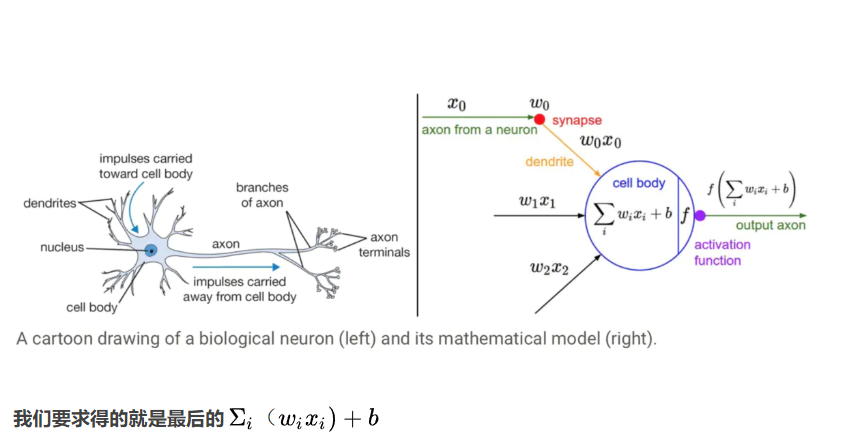 impulses carried
toward cell body
dendrites
nucleus
cell body
axon
impulses carried
away from cell body
branches
of axon
axon
terminals
x₀
w₀
synapse
axon from a neuron
w₀x₀
dendrite
w₁x₁
w₂x₂
cell body
∑ᵢ wᵢxᵢ + b
f
f(∑ᵢ wᵢxᵢ + b)
output axon
activation
function
A cartoon drawing of a biological neuron (left) and its mathematical model (right).
我们要求得的就是最后的 Σᵢ（wᵢxᵢ) + b